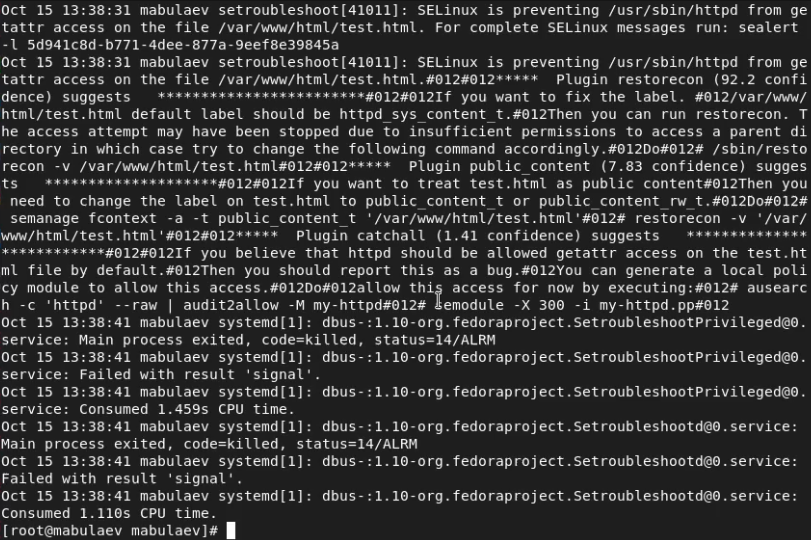 Oct 15 13:38:31 mabulaev setroubleshoot[41011]: SELinux is preventing /usr/sbin/httpd from ge
tattr access on the file /var/www/html/test.html. For complete SELinux messages run: sealert
-l 5d941c8d-b771-4dee-877a-9eef8e39845a
Oct 15 13:38:31 mabulaev setroubleshoot[41011]: SELinux is preventing /usr/sbin/httpd from ge
tattr access on the file /var/www/html/test.html.#012#012*****  Plugin restorecon (92.2 confi
dence) suggests   ************************#012#012If you want to fix the label. #012/var/www/
html/test.html default label should be httpd_sys_content_t.#012Then you can run restorecon. T
he access attempt may have been stopped due to insufficient permissions to access a parent di
rectory in which case try to change the following command accordingly.#012Do#012# /sbin/resto
recon -v /var/www/html/test.html#012#012*****  Plugin public_content (7.83 confidence) sugges
ts   ********************#012#012If you want to treat test.html as public content#012Then you
 need to change the label on test.html to public_content_t or public_content_rw_t.#012Do#012#
 semanage fcontext -a -t public_content_t '/var/www/html/test.html'#012# restorecon -v '/var/
www/html/test.html'#012#012*****  Plugin catchall (1.41 confidence) suggests   **************
************#012#012If you believe that httpd should be allowed getattr access on the test.ht
ml file by default.#012Then you should report this as a bug.#012You can generate a local poli
cy module to allow this access.#012Do#012allow this access for now by executing:#012# ausearc
h -c 'httpd' --raw | audit2allow -M my-httpd#012# semodule -X 300 -i my-httpd.pp#012
Oct 15 13:38:41 mabulaev systemd[1]: dbus-:1.10-org.fedoraproject.SetroubleshootPrivileged@0.
service: Main process exited, code=killed, status=14/ALRM
Oct 15 13:38:41 mabulaev systemd[1]: dbus-:1.10-org.fedoraproject.SetroubleshootPrivileged@0.
service: Failed with result 'signal'.
Oct 15 13:38:41 mabulaev systemd[1]: dbus-:1.10-org.fedoraproject.SetroubleshootPrivileged@0.
service: Consumed 1.459s CPU time.
Oct 15 13:38:41 mabulaev systemd[1]: dbus-:1.10-org.fedoraproject.Setroubleshootd@0.service:
Main process exited, code=killed, status=14/ALRM
Oct 15 13:38:41 mabulaev systemd[1]: dbus-:1.10-org.fedoraproject.Setroubleshootd@0.service:
Failed with result 'signal'.
Oct 15 13:38:41 mabulaev systemd[1]: dbus-:1.10-org.fedoraproject.Setroubleshootd@0.service:
Consumed 1.110s CPU time.
[root@mabulaev mabulaev]#